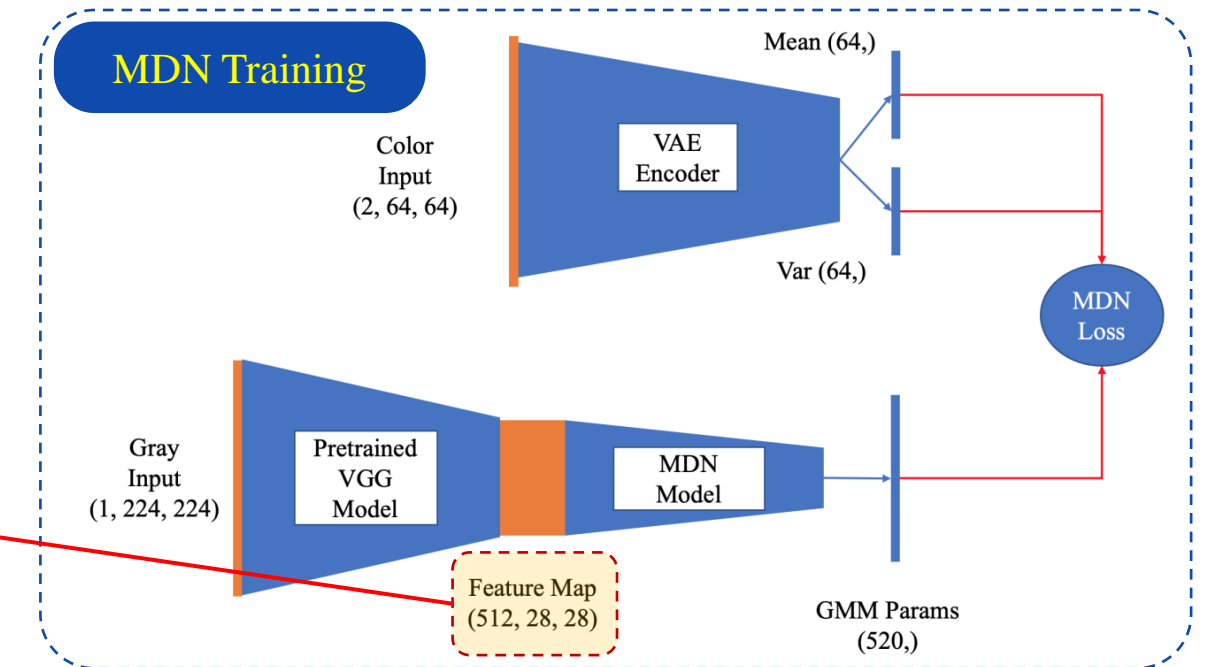 MDN Training
Mean (64,)
Color
Input
(2, 64, 64)
VAE
Encoder
Var (64,)
MDN
Loss
Gray
Input
(1, 224, 224)
Pretrained
VGG
Model
MDN
Model
Feature Map
(512, 28, 28)
GMM Params
(520,)